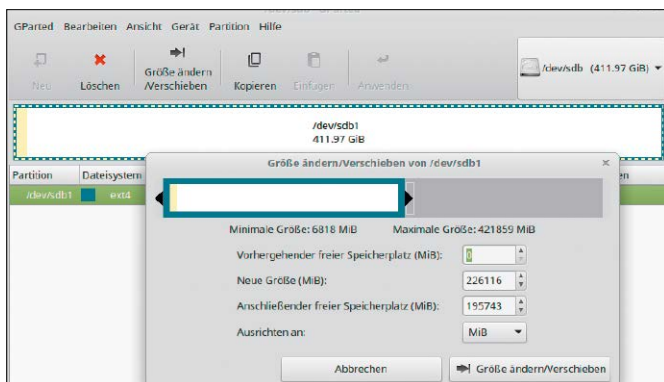 GParted Bearbeiten Ansicht Gerät Partition Hilfe
Neu Löschen Größe ändern/Verschieben Kopieren Einfügen Anwenden /dev/sdb (411.97 GiB)
/dev/sdb1
411.97 GiB
Größe ändern/Verschieben von /dev/sdb1
Partition Dateisystem
/dev/sdb1 ext4
Minimale Größe: 6818 MiB Maximale Größe: 421859 MiB
Vorhergehender freier Speicherplatz (MiB): 0
Neue Größe (MiB): 226116
Anschließender freier Speicherplatz (MiB): 195743
Ausrichten an: MiB
Abbrechen Größe ändern/Verschieben